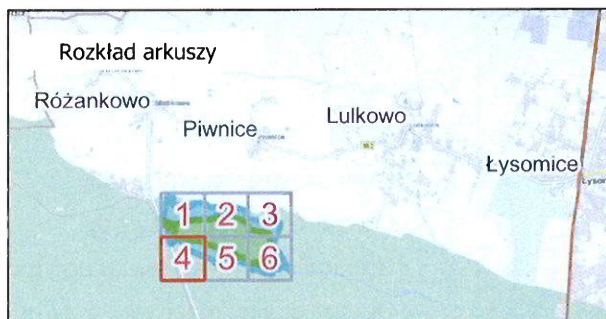 Rozkład arkuszy
Różankowo
Piwnice
Lulkowo
Łysomice
1 2 3
4 5 6